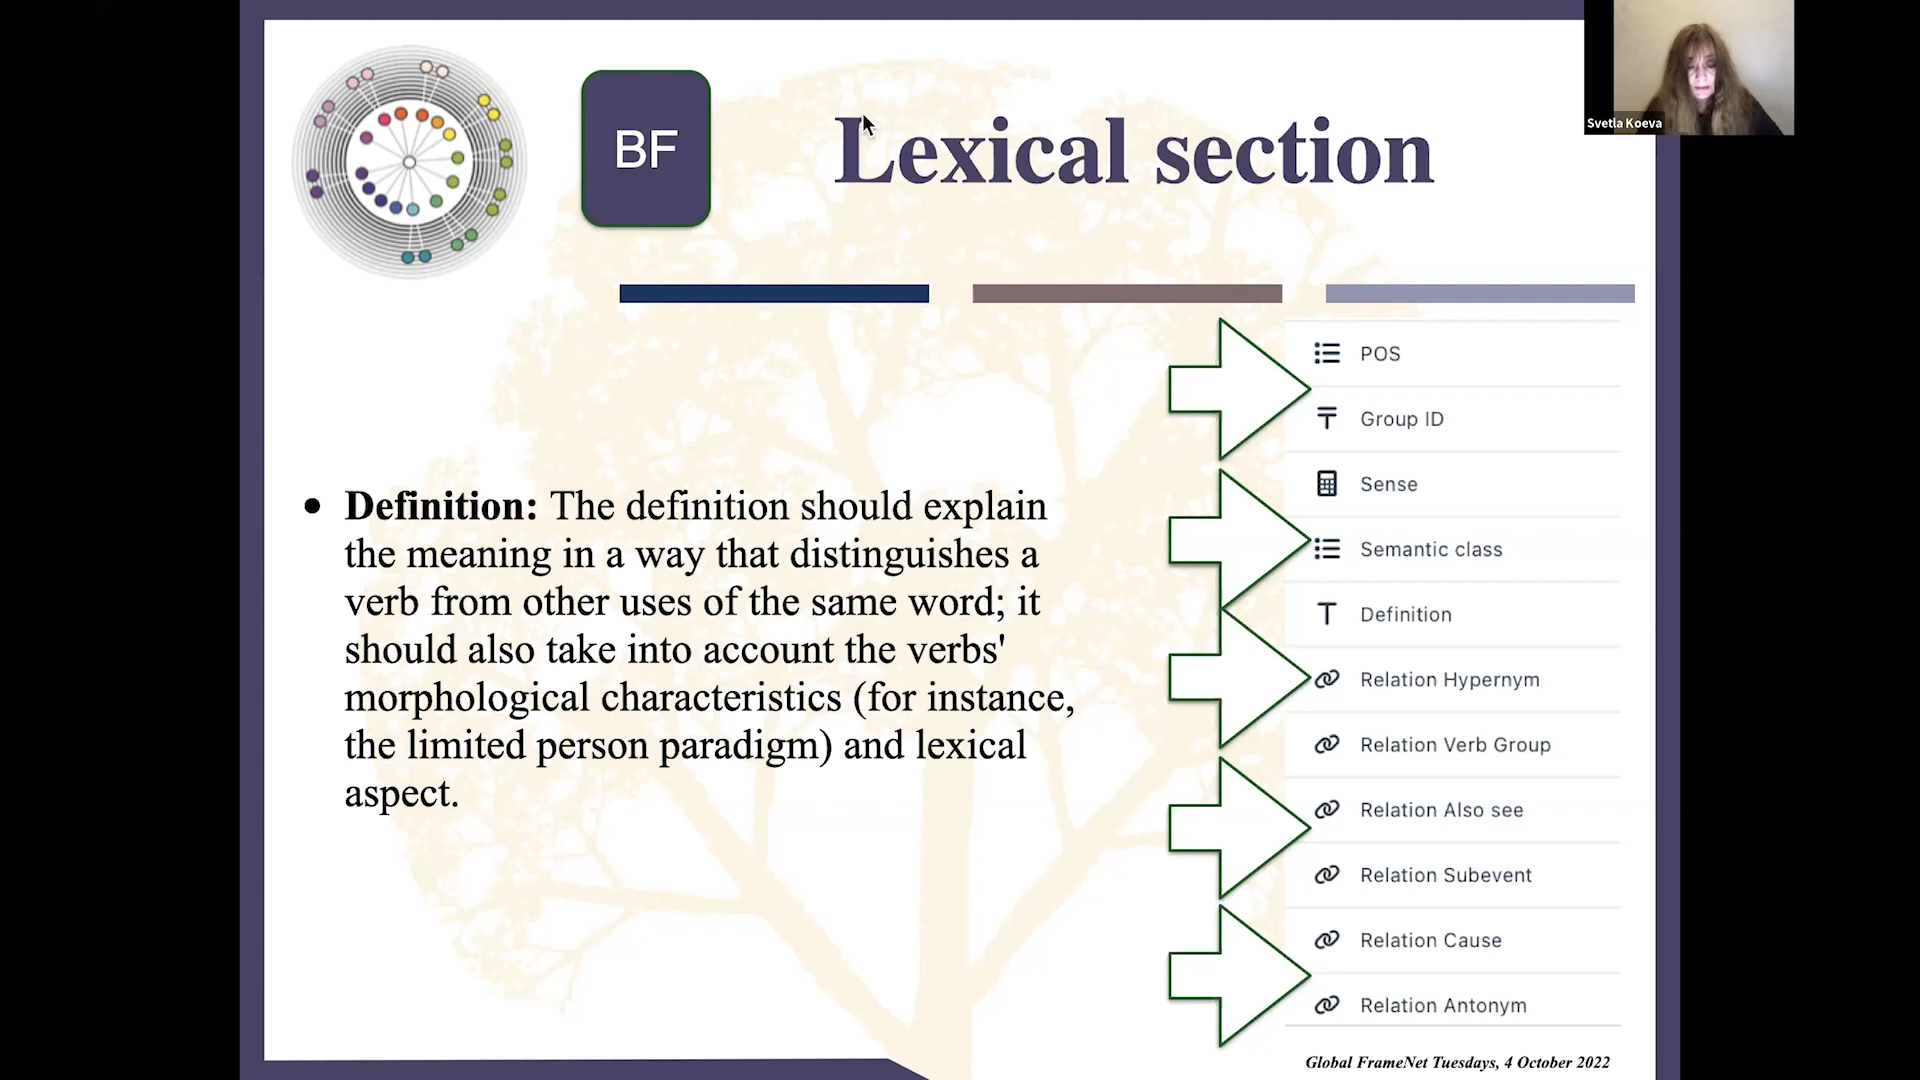 BF
Lexical section
Svetla Koeva
• Definition: The definition should explain
the meaning in a way that distinguishes a
verb from other uses of the same word; it
should also take into account the verbs'
morphological characteristics (for instance,
the limited person paradigm) and lexical
aspect.
POS
Group ID
Sense
Semantic class
Definition
Relation Hypernym
Relation Verb Group
Relation Also see
Relation Subevent
Relation Cause
Relation Antonym
Global FrameNet Tuesdays, 4 October 2022